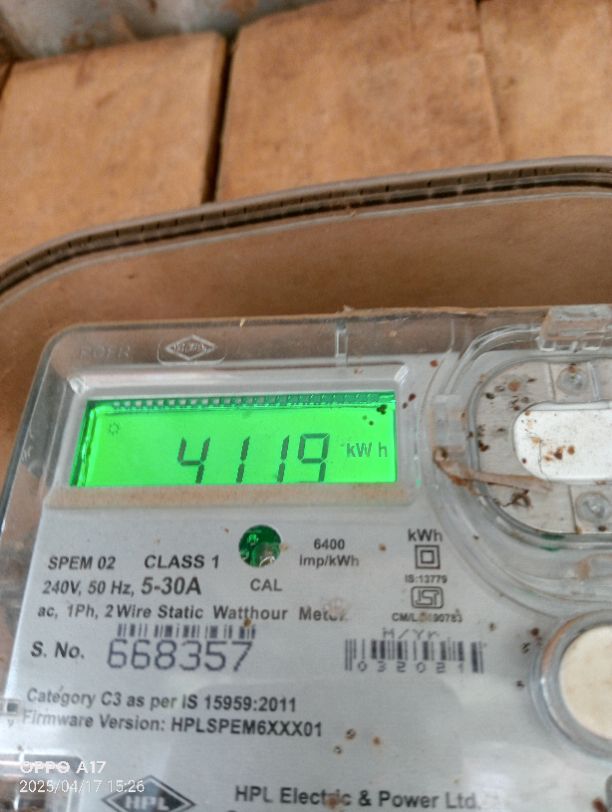 4119 kWh
SPEM 02 CLASS 1
CAL
6400
imp/kWh
kWh
IS:13779
240V, 50 Hz, 5-30A
ac, 1Ph, 2 Wire Static Watthour Meter
S. No. 668357
M/Yr.
032021
Category C3 as per IS 15959:2011
Firmware Version: HPLSPEM6XXX01
HPL
HPL Electric & Power Ltd.
OPPO A17
2025/04/17 15:26